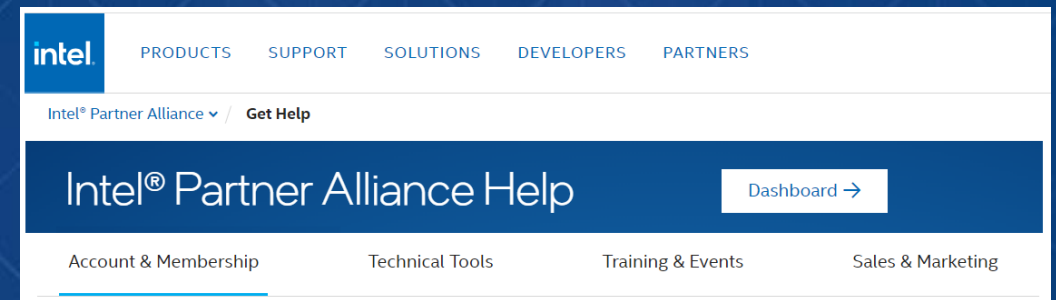 intel. PRODUCTS SUPPORT SOLUTIONS DEVELOPERS PARTNERS
Intel® Partner Alliance / Get Help
Intel® Partner Alliance Help Dashboard →
Account & Membership Technical Tools Training & Events Sales & Marketing